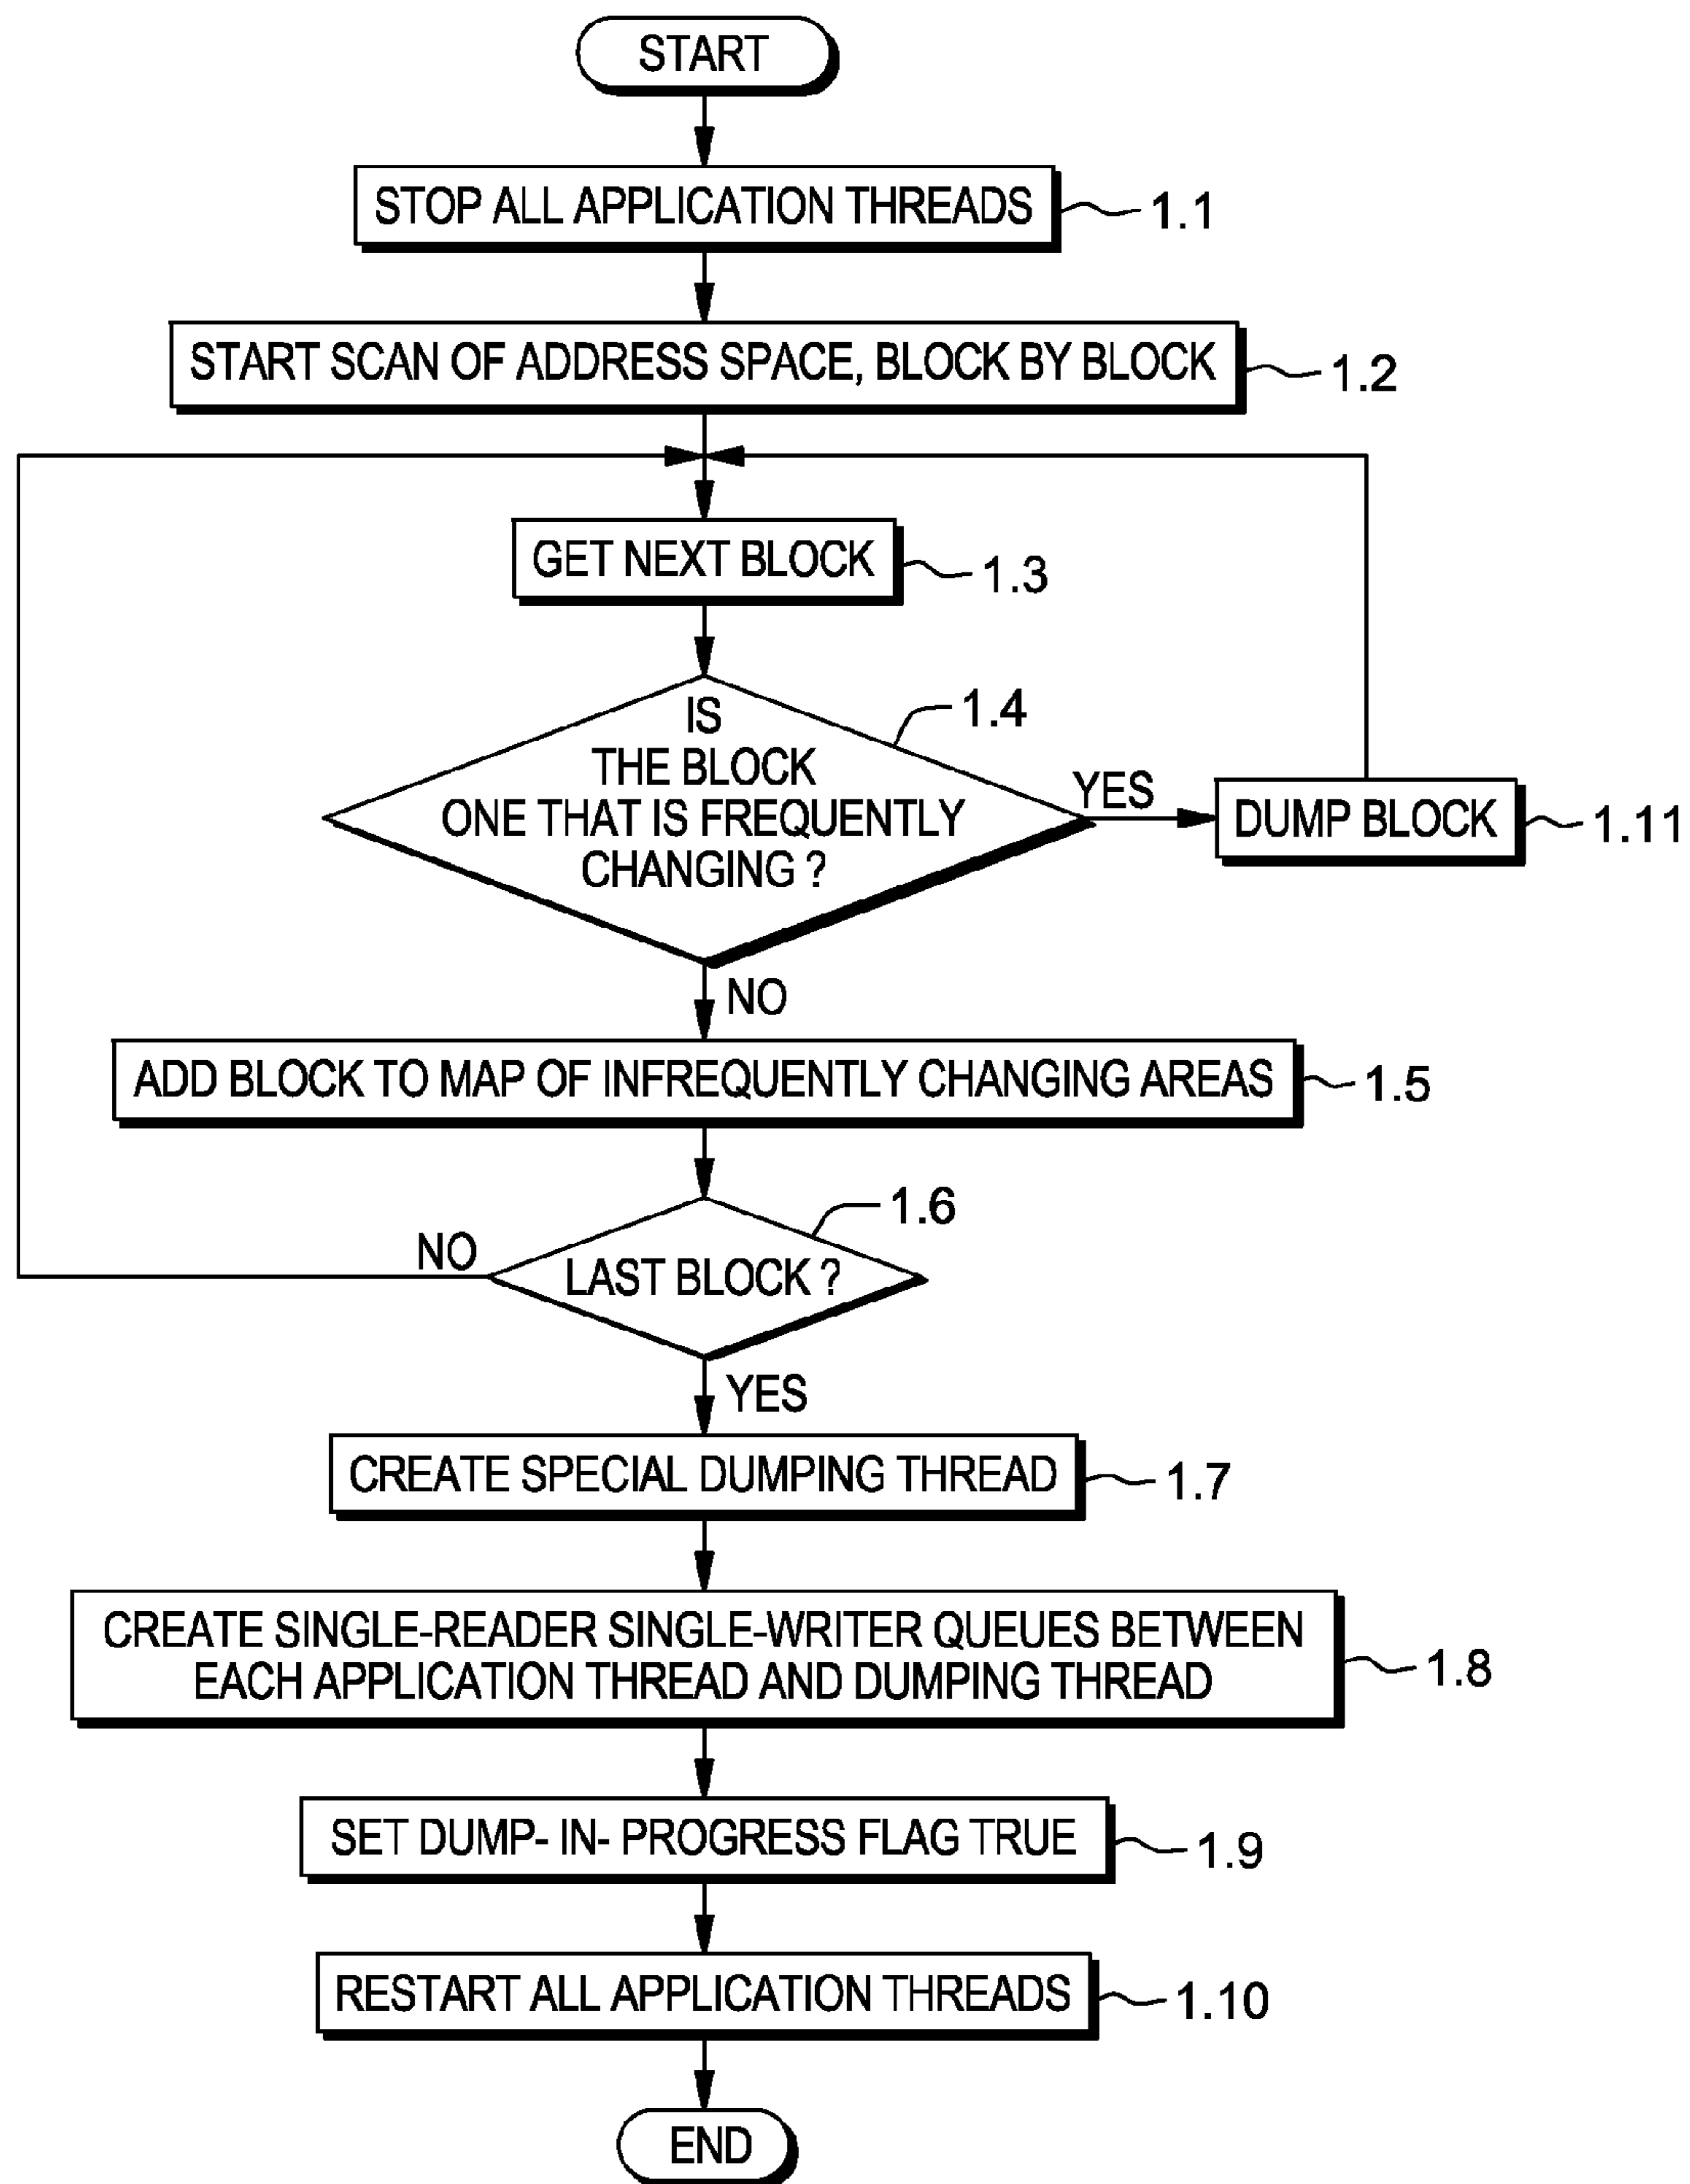 START
STOP ALL APPLICATION THREADS
1.1
START SCAN OF ADDRESS SPACE, BLOCK BY BLOCK
1.2
GET NEXT BLOCK
1.3
IS
THE BLOCK
ONE THAT IS FREQUENTLY
CHANGING ?
1.4
YES
DUMP BLOCK
1.11
NO
ADD BLOCK TO MAP OF INFREQUENTLY CHANGING AREAS
1.5
LAST BLOCK ?
1.6
NO
YES
CREATE SPECIAL DUMPING THREAD
1.7
CREATE SINGLE-READER SINGLE-WRITER QUEUES BETWEEN
EACH APPLICATION THREAD AND DUMPING THREAD
1.8
SET DUMP- IN- PROGRESS FLAG TRUE
1.9
RESTART ALL APPLICATION THREADS
1.10
END